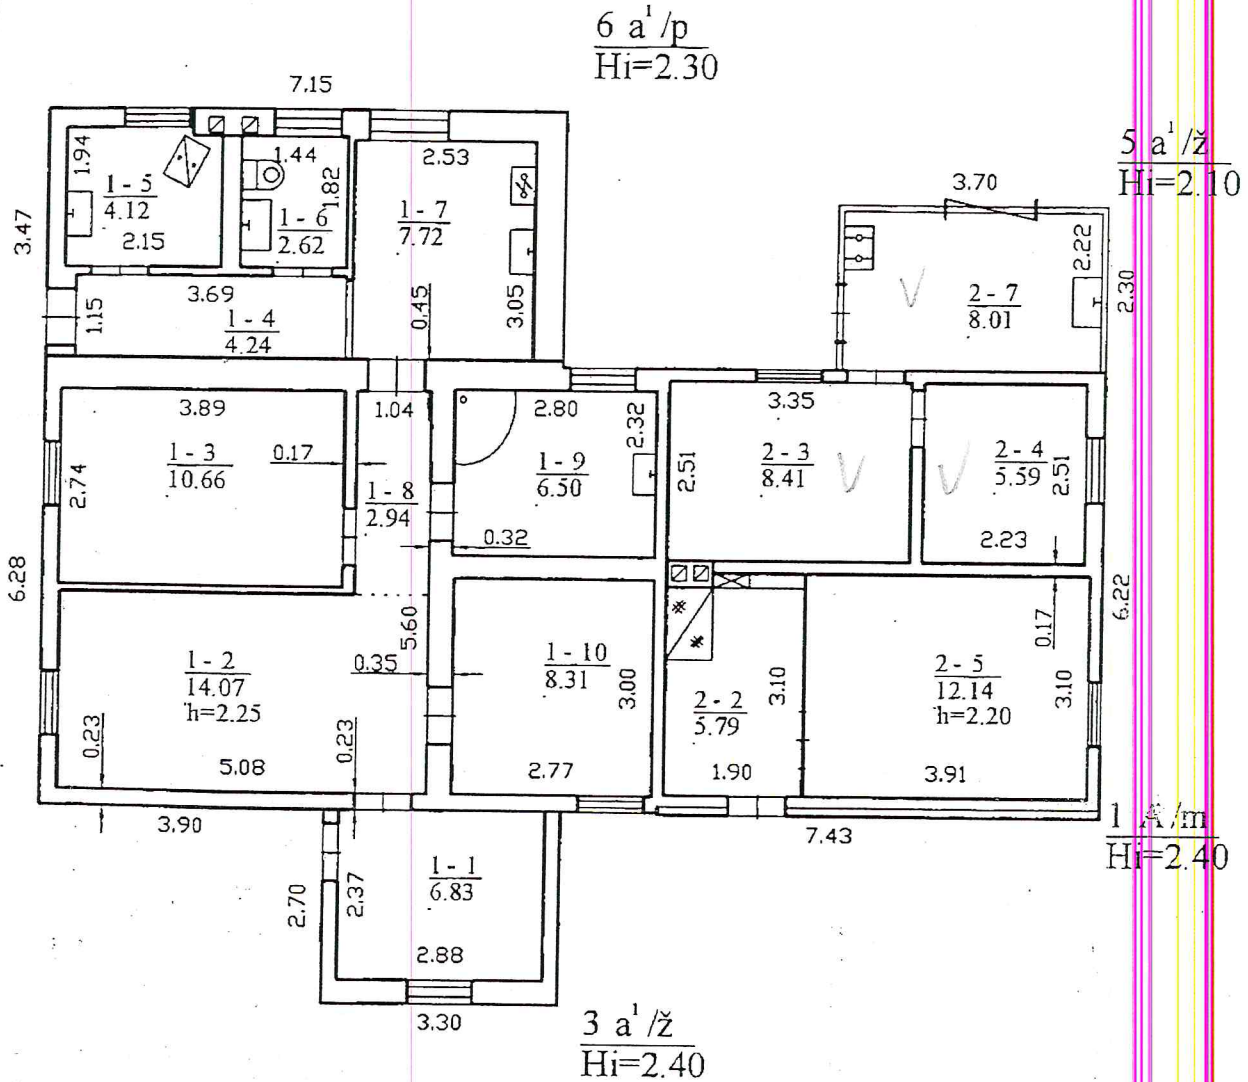 6 a¹/p
Hi=2.30
7.15
5 a¹/ž
Hi=2.10
3.70
1.94
1 - 5
4.12
2.15
1.44
1.82
1 - 6
2.62
2.53
1 - 7
7.72
3.47
2.22
2.30
2 - 7
8.01
3.69
1.15
1 - 4
4.24
0.45
3.05
3.89
1 - 3
10.66
2.74
0.17
1.04
1 - 8
2.94
2.80
2.32
1 - 9
6.50
0.32
3.35
2.51
2 - 3
8.41
2 - 4
5.59
2.51
2.23
6.28
6.22
0.17
5.60
1 - 2
14.07
h=2.25
0.35
0.23
0.23
5.08
1 - 10
8.31
3.00
2.77
2 - 2
5.79
3.10
1.90
2 - 5
12.14
h=2.20
3.10
3.91
3.90
7.43
1 A/m
Hi=2.40
1 - 1
6.83
2.70
2.37
2.88
3.30
3 a¹/ž
Hi=2.40